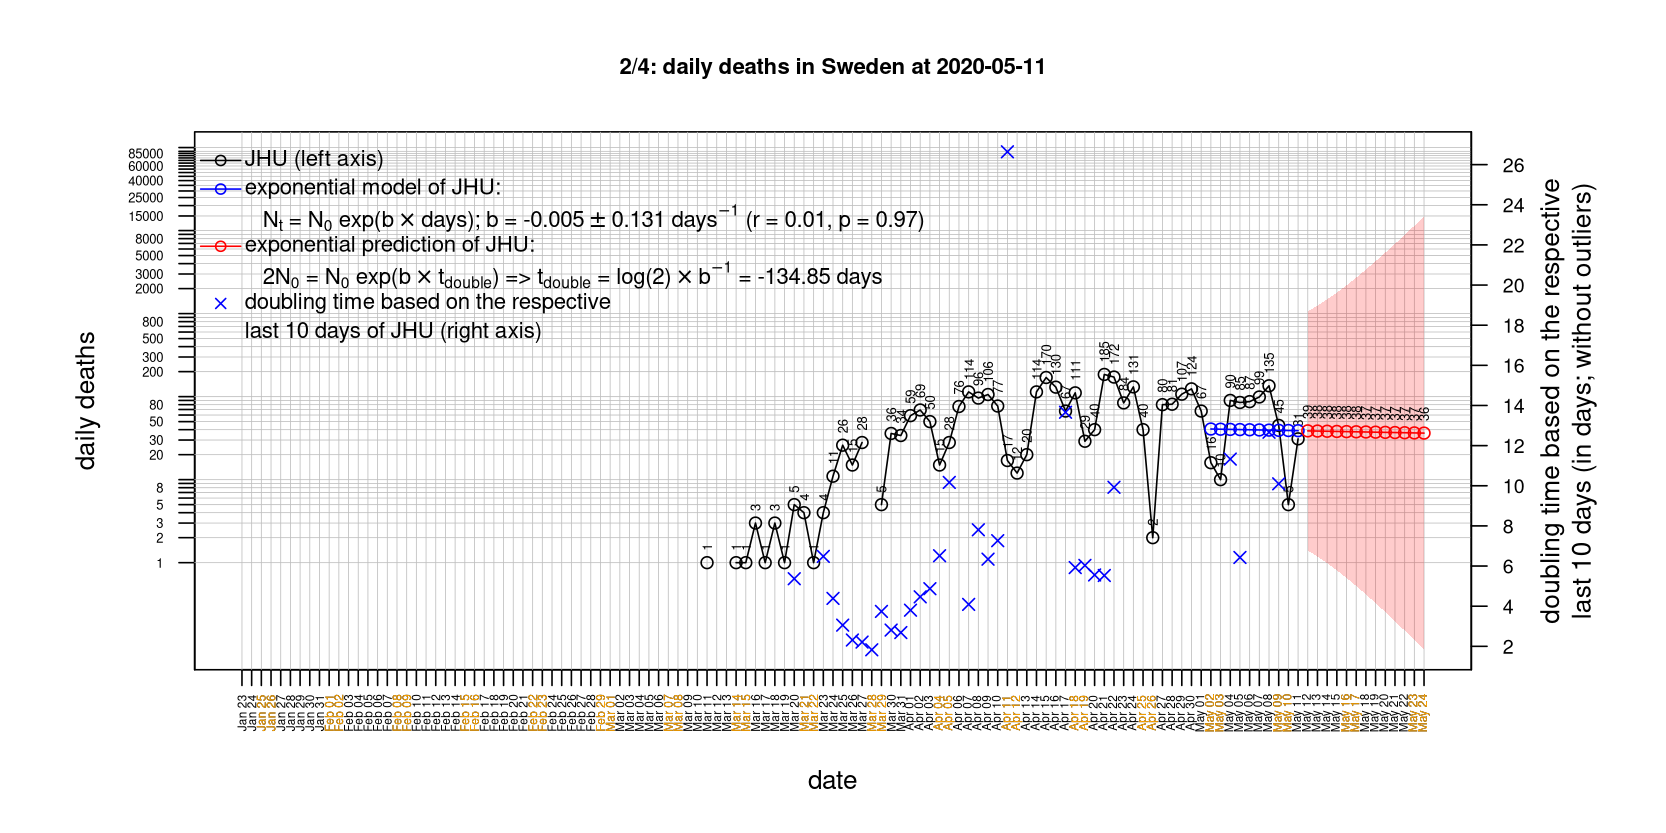 2/4: daily deaths in Sweden at 2020-05-11
JHU (left axis)
exponential model of JHU:
Nt = N0 exp(b × days); b = -0.005 ± 0.131 days−1 (r = 0.01, p = 0.97)
exponential prediction of JHU:
2N0 = N0 exp(b × tdouble) => tdouble = log(2) × b−1 = -134.85 days
doubling time based on the respective
last 10 days of JHU (right axis)
daily deaths
85000
60000
40000
25000
15000
8000
5000
3000
2000
800
500
300
200
80
50
30
20
8
5
3
2
1
26
24
22
20
18
16
14
12
10
8
6
4
2
doubling time based on the respective
last 10 days (in days; without outliers)
1 1 1 3 3 5 4 4 11 26 15 28 5 36 34 59 69 50 15 28 76 114 96 106 77 17 12 20 114 170 130 67 111 29 40 185 172 84 131 40 2 80 81 107 124 67 16 10 90 85 87 99 135 45 5 31
39 38 38 38 38 38 37 37 37 37 37 37 36
Jan 23 Jan 24 Jan 25 Jan 26 Jan 27 Jan 28 Jan 29 Jan 30 Jan 31 Feb 01 Feb 02 Feb 03 Feb 04 Feb 05 Feb 06 Feb 07 Feb 08 Feb 09 Feb 10 Feb 11 Feb 12 Feb 13 Feb 14 Feb 15 Feb 16 Feb 17 Feb 18 Feb 19 Feb 20 Feb 21 Feb 22 Feb 23 Feb 24 Feb 25 Feb 26 Feb 27 Feb 28 Feb 29 Mar 01 Mar 02 Mar 03 Mar 04 Mar 05 Mar 06 Mar 07 Mar 08 Mar 09 Mar 10 Mar 11 Mar 12 Mar 13 Mar 14 Mar 15 Mar 16 Mar 17 Mar 18 Mar 19 Mar 20 Mar 21 Mar 22 Mar 23 Mar 24 Mar 25 Mar 26 Mar 27 Mar 28 Mar 29 Mar 30 Mar 31 Apr 01 Apr 02 Apr 03 Apr 04 Apr 05 Apr 06 Apr 07 Apr 08 Apr 09 Apr 10 Apr 11 Apr 12 Apr 13 Apr 14 Apr 15 Apr 16 Apr 17 Apr 18 Apr 19 Apr 20 Apr 21 Apr 22 Apr 23 Apr 24 Apr 25 Apr 26 Apr 27 Apr 28 Apr 29 Apr 30 May 01 May 02 May 03 May 04 May 05 May 06 May 07 May 08 May 09 May 10 May 11 May 12 May 13 May 14 May 15 May 16 May 17 May 18 May 19 May 20 May 21 May 22 May 23 May 24
date